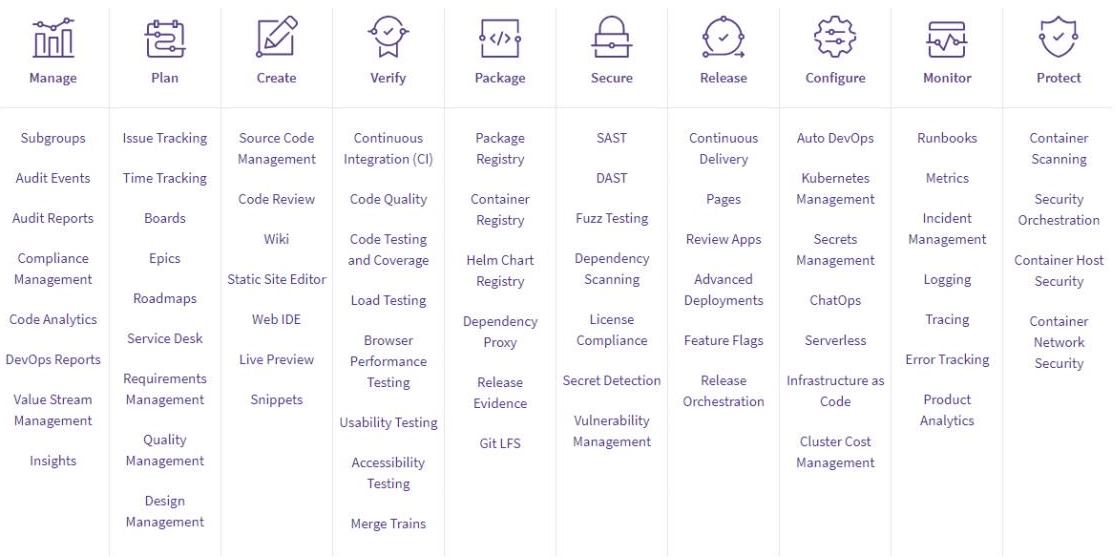 Manage
Plan
Create
Verify
Package
Secure
Release
Configure
Monitor
Protect
Subgroups
Audit Events
Audit Reports
Compliance
Management
Code Analytics
DevOps Reports
Value Stream
Management
Insights
Issue Tracking
Time Tracking
Boards
Epics
Roadmaps
Service Desk
Requirements
Management
Quality
Management
Design
Management
Source Code
Management
Code Review
Wiki
Static Site Editor
Web IDE
Live Preview
Snippets
Continuous
Integration (CI)
Code Quality
Code Testing
and Coverage
Load Testing
Browser
Performance
Testing
Usability Testing
Accessibility
Testing
Merge Trains
Package
Registry
Container
Registry
Helm Chart
Registry
Dependency
Proxy
Release
Evidence
Git LFS
SAST
DAST
Fuzz Testing
Dependency
Scanning
License
Compliance
Secret Detection
Vulnerability
Management
Continuous
Delivery
Pages
Review Apps
Advanced
Deployments
Feature Flags
Release
Orchestration
Auto DevOps
Kubernetes
Management
Secrets
Management
ChatOps
Serverless
Infrastructure as
Code
Cluster Cost
Management
Runbooks
Metrics
Incident
Management
Logging
Tracing
Error Tracking
Product
Analytics
Container
Scanning
Security
Orchestration
Container Host
Security
Container
Network
Security